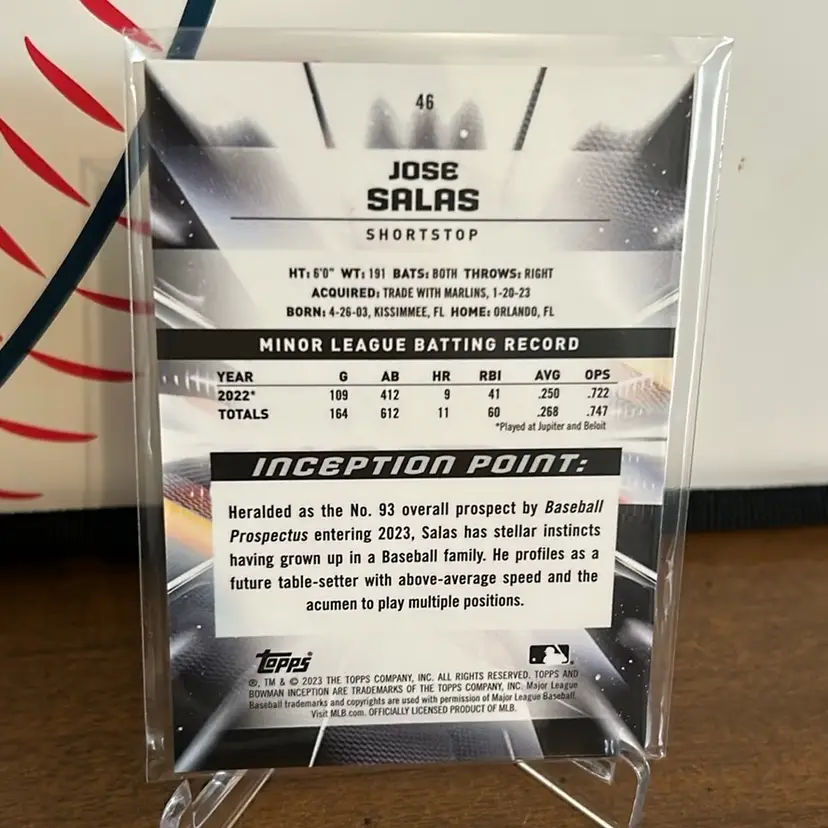 46
JOSE
SALAS
SHORTSTOP
HT: 6'0" WT: 191 BATS: BOTH THROWS: RIGHT
ACQUIRED: TRADE WITH MARLINS, 1-20-23
BORN: 4-26-03, KISSIMMEE, FL HOME: ORLANDO, FL
MINOR LEAGUE BATTING RECORD
YEAR G AB HR RBI AVG OPS
2022* 109 412 9 41 .250 .722
TOTALS 164 612 11 60 .268 .747
*Played at Jupiter and Beloit
INCEPTION POINT:
Heralded as the No. 93 overall prospect by Baseball
Prospectus entering 2023, Salas has stellar instincts
having grown up in a Baseball family. He profiles as a
future table-setter with above-average speed and the
acumen to play multiple positions.
topps
®, TM & © 2023 THE TOPPS COMPANY, INC. ALL RIGHTS RESERVED. TOPPS AND
BOWMAN INCEPTION ARE TRADEMARKS OF THE TOPPS COMPANY, INC. Major League
Baseball trademarks and copyrights are used with permission of Major League Baseball.
Visit MLB.com. OFFICIALLY LICENSED PRODUCT OF MLB.